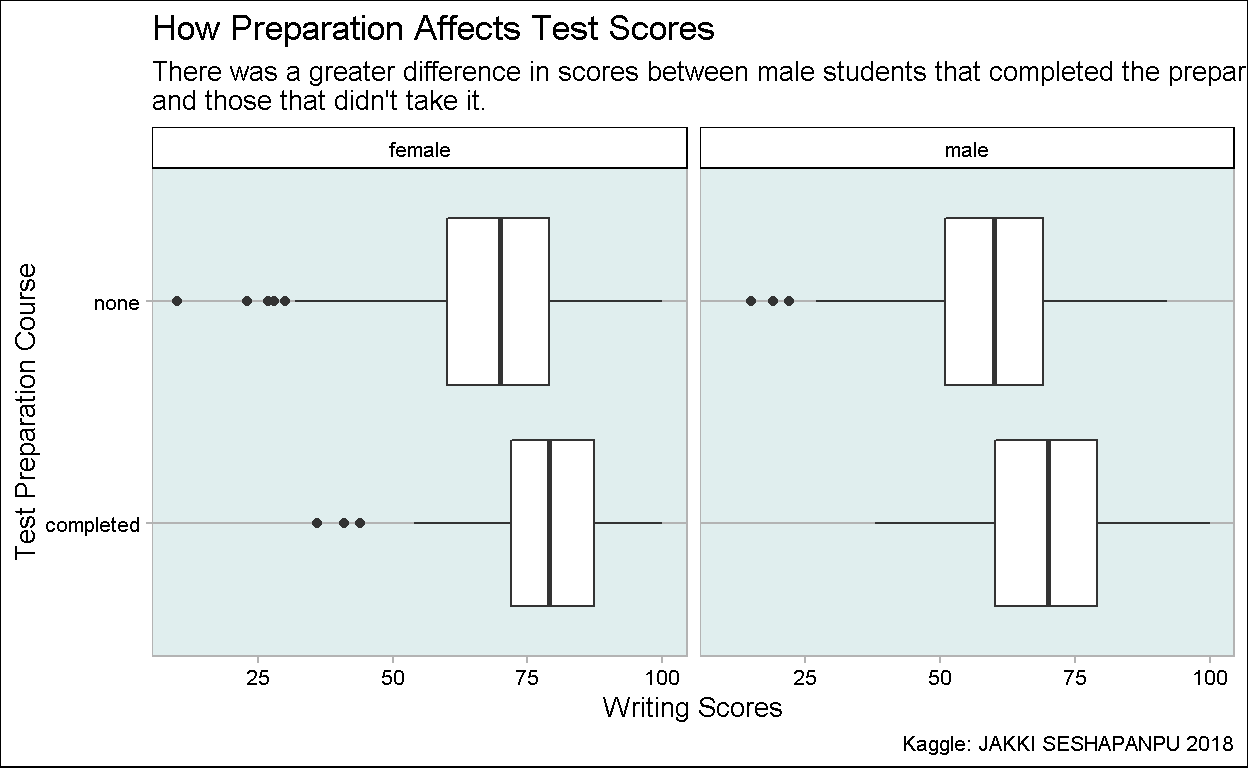 How Preparation Affects Test Scores
There was a greater difference in scores between male students that completed the prepar
and those that didn't take it.
female
male
Test Preparation Course
none
completed
25
50
75
100
25
50
75
100
Writing Scores
Kaggle: JAKKI SESHAPANPU 2018